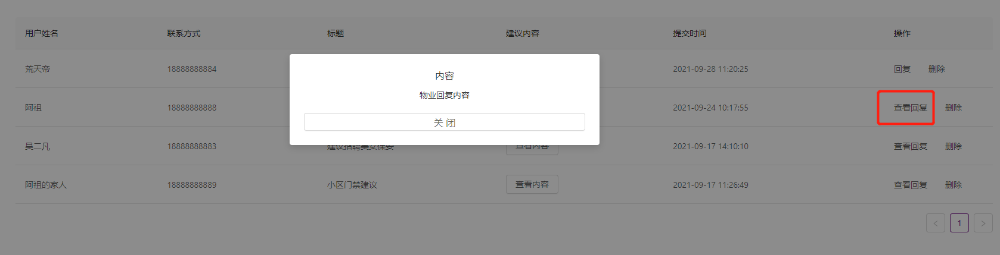 用户姓名 联系方式 标题 建议内容 提交时间 操作
荒天帝 18888888884 2021-09-28 11:20:25 回复 删除
内容
物业回复内容
阿祖 18888888888 2021-09-24 10:17:55 查看回复 删除
关 闭
吴二凡 18888888883 建议招聘美女保安 查看内容 2021-09-17 14:10:10 查看回复 删除
阿祖的家人 18888888889 小区门禁建议 查看内容 2021-09-17 11:26:49 查看回复 删除
< 1 >